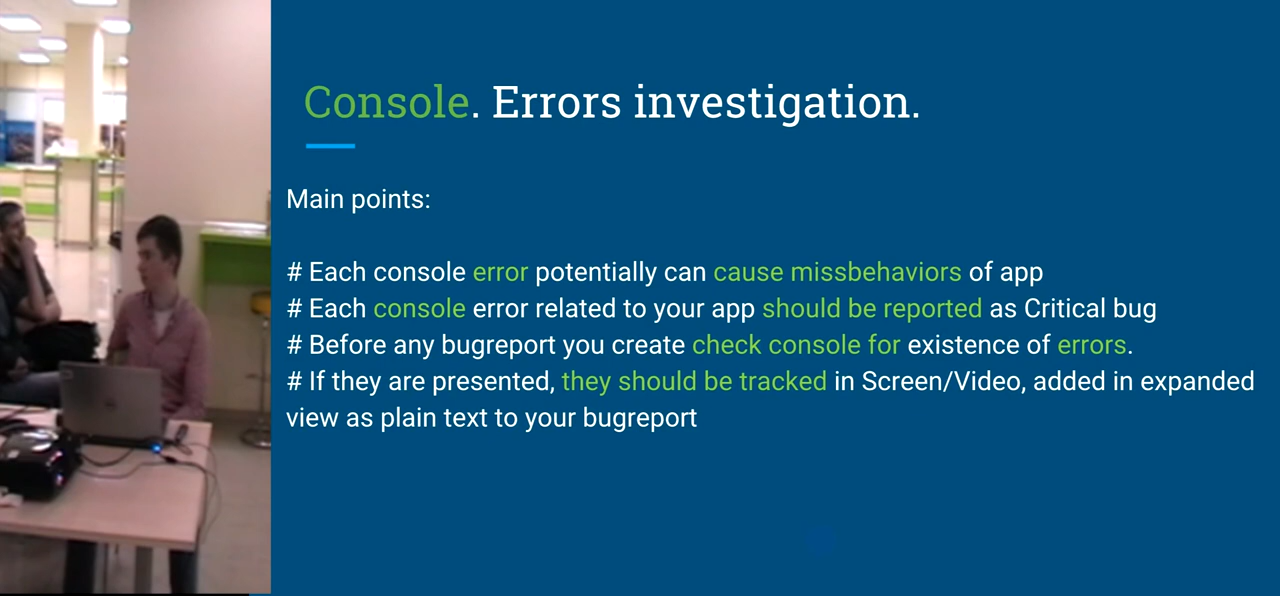 Console. Errors investigation.
Main points:
# Each console error potentially can cause missbehaviors of app
# Each console error related to your app should be reported as Critical bug
# Before any bugreport you create check console for existence of errors.
# If they are presented, they should be tracked in Screen/Video, added in expanded
view as plain text to your bugreport